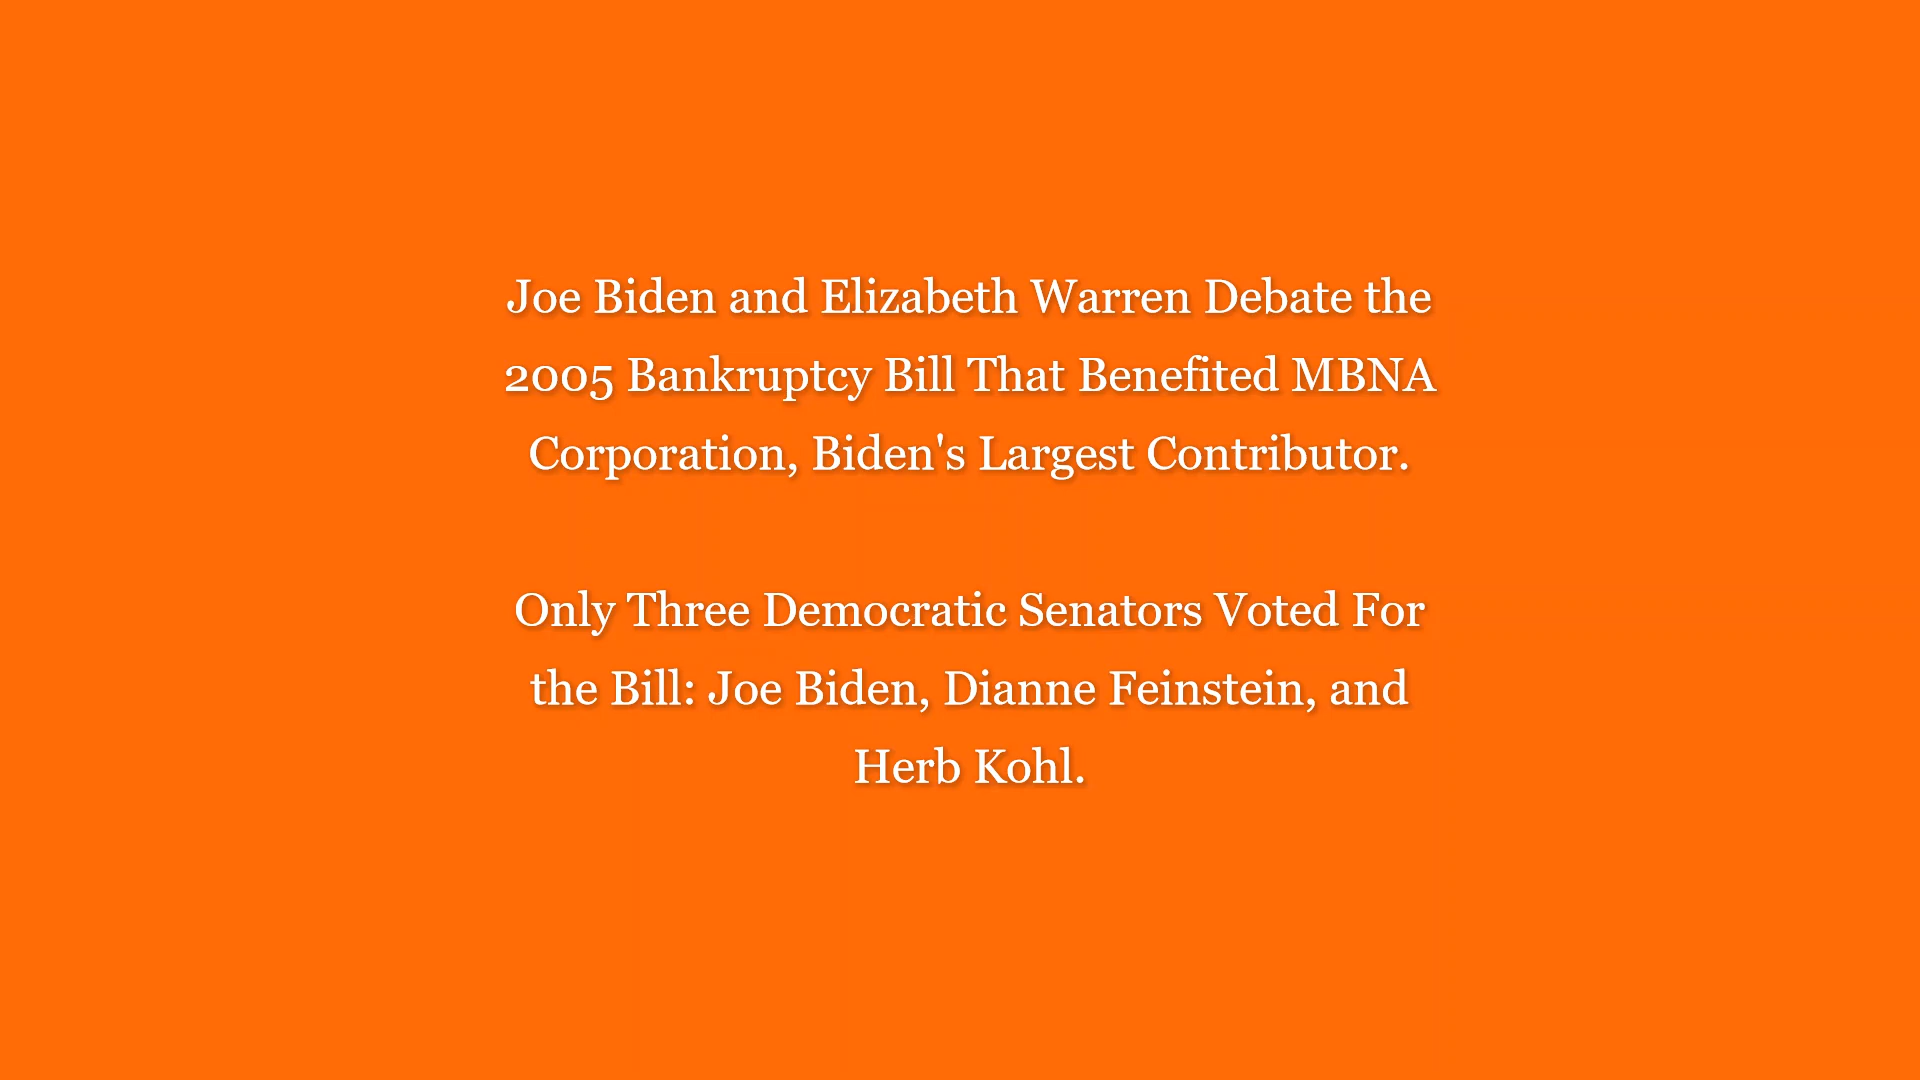 Joe Biden and Elizabeth Warren Debate the
2005 Bankruptcy Bill That Benefited MBNA
Corporation, Biden's Largest Contributor.
Only Three Democratic Senators Voted For
the Bill: Joe Biden, Dianne Feinstein, and
Herb Kohl.